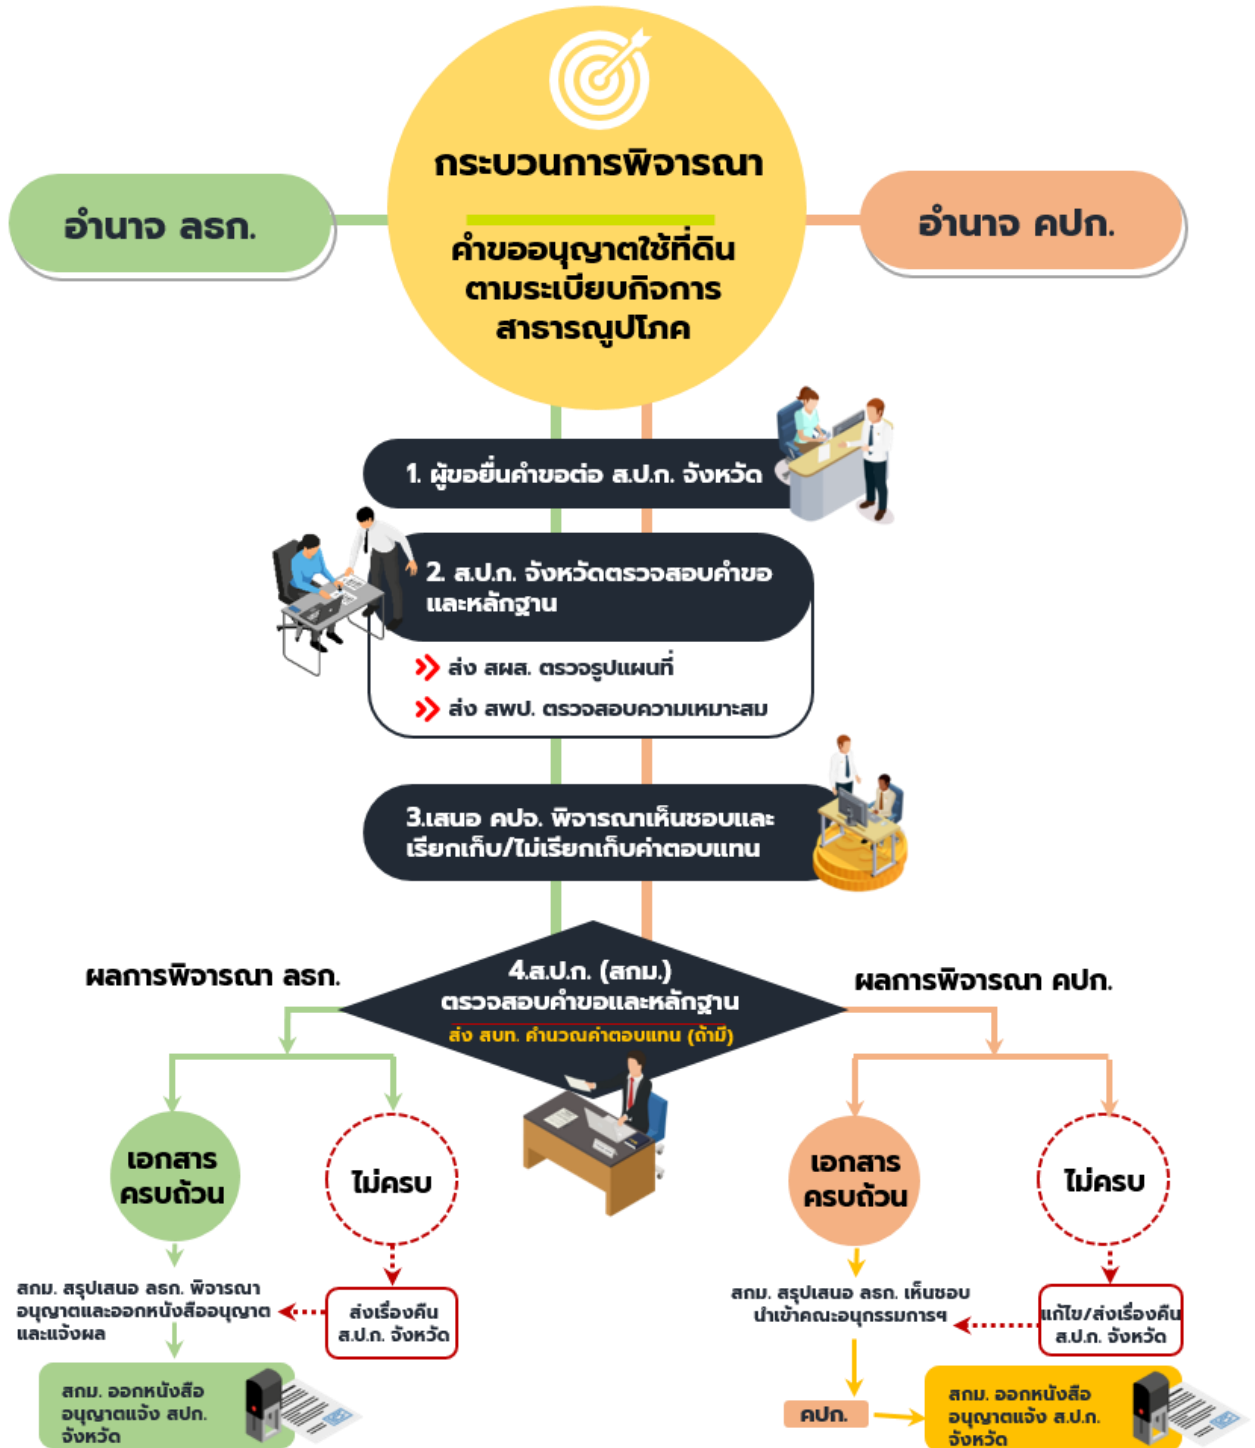 กระบวนการพิจารณา
คำขออนุญาตใช้ที่ดิน
ตามระเบียบกิจการ
สาธารณูปโภค
อำนาจ ลธก.
อำนาจ คปก.
1. ผู้ขอยื่นคำขอต่อ ส.ป.ก. จังหวัด
2. ส.ป.ก. จังหวัดตรวจสอบคำขอ
และหลักฐาน
ส่ง สผส. ตรวจรูปแผนที่
ส่ง สพป. ตรวจสอบความเหมาะสม
3.เสนอ คปจ. พิจารณาเห็นชอบและ
เรียกเก็บ/ไม่เรียกเก็บค่าตอบแทน
4.ส.ป.ก. (สกม.)
ตรวจสอบคำขอและหลักฐาน
ส่ง สบท. คำนวณค่าตอบแทน (ถ้ามี)
ผลการพิจารณา ลธก.
เอกสาร
ครบถ้วน
ไม่ครบ
สกม. สรุปเสนอ ลธก. พิจารณา
อนุญาตและออกหนังสืออนุญาต
และแจ้งผล
ส่งเรื่องคืน
ส.ป.ก. จังหวัด
สกม. ออกหนังสือ
อนุญาตแจ้ง สปก.
จังหวัด
ผลการพิจารณา คปก.
เอกสาร
ครบถ้วน
ไม่ครบ
สกม. สรุปเสนอ ลธก. เห็นชอบ
นำเข้าคณะอนุกรรมการฯ
แก้ไข/ส่งเรื่องคืน
ส.ป.ก. จังหวัด
คปก.
สกม. ออกหนังสือ
อนุญาตแจ้ง ส.ป.ก.
จังหวัด